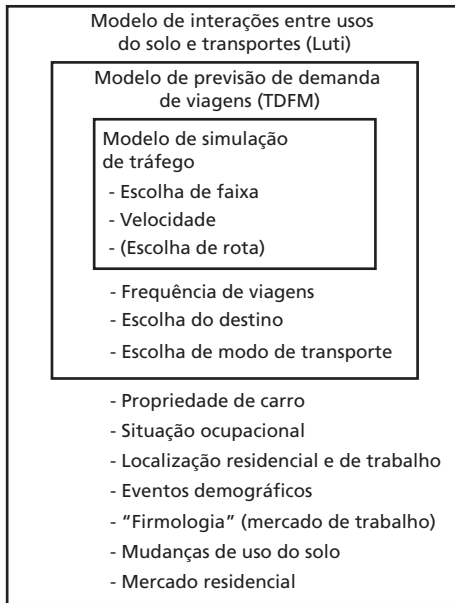 Modelo de interações entre usos
do solo e transportes (Luti)
Modelo de previsão de demanda
de viagens (TDFM)
Modelo de simulação
de tráfego
- Escolha de faixa
- Velocidade
- (Escolha de rota)
- Frequência de viagens
- Escolha do destino
- Escolha de modo de transporte
- Propriedade de carro
- Situação ocupacional
- Localização residencial e de trabalho
- Eventos demográficos
- “Firmologia” (mercado de trabalho)
- Mudanças de uso do solo
- Mercado residencial